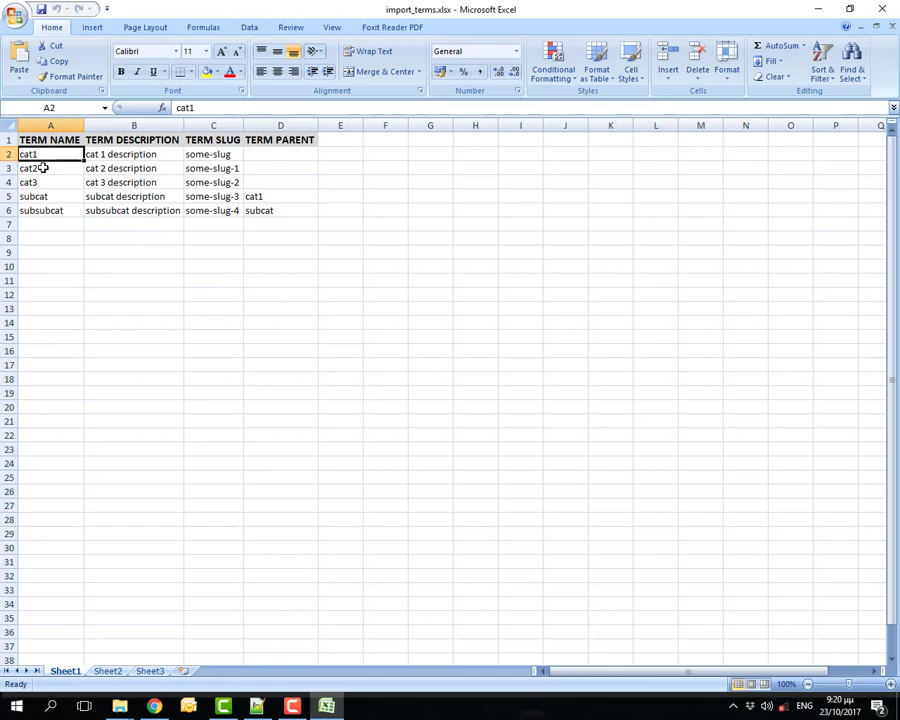 import_terms.xlsx - Microsoft Excel
Home Insert Page Layout Formulas Data Review View Foxit Reader PDF
Paste
Cut
Copy
Format Painter
Clipboard
Calibri 11
B I U
Font
Wrap Text
Merge & Center
Alignment
General
Number
Conditional Formatting
Format as Table
Cell Styles
Styles
Insert
Delete
Format
Cells
AutoSum
Fill
Clear
Sort & Filter
Find & Select
Editing
A2 fx cat1
A B C D E F G H I J K L M N O P Q
1 TERM NAME TERM DESCRIPTION TERM SLUG TERM PARENT
2 cat1 cat 1 description some-slug
3 cat2 cat 2 description some-slug-1
4 cat3 cat 3 description some-slug-2
5 subcat subcat description some-slug-3 cat1
6 subsubcat subsubcat description some-slug-4 subcat
7
8
9
10
11
12
13
14
15
16
17
18
19
20
21
22
23
24
25
26
27
28
29
30
31
32
33
34
35
36
37
38
Sheet1 Sheet2 Sheet3
Ready 100%
ENG
9:20 μμ
23/10/2017
2